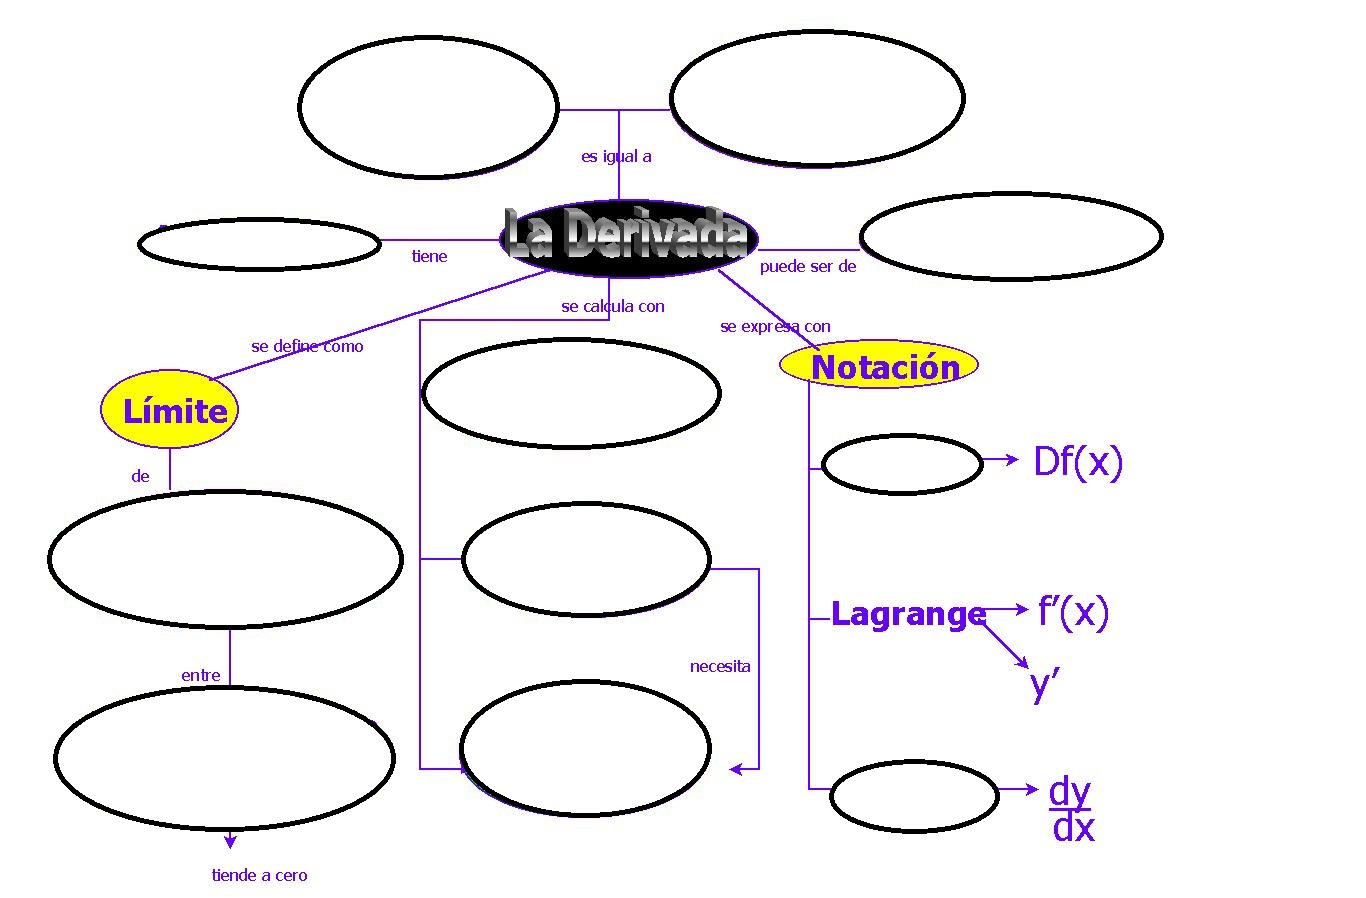 es igual a
La Derivada
tiene
puede ser de
se calcula con
se define como
se expresa con
Notación
Límite
de
Df(x)
Lagrange
f’(x)
y’
entre
necesita
dy
dx
tiende a cero